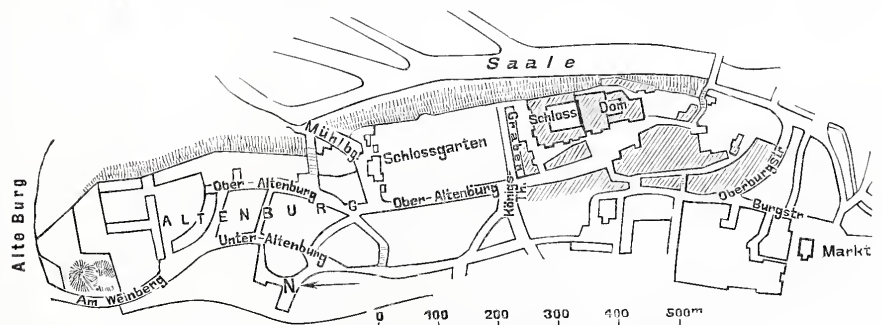 Saale
Mühlbg.
Schlossgarten
Graben
Schloss
Dom
Alte Burg
Ober-Altenburg
Ober-Altenburg
ALTENBURG
Unter-Altenburg
Königs-
Th.
Oberburgstr.
Burgstr.
Markt
Am Weinberg
N
0 100 200 300 400 500m